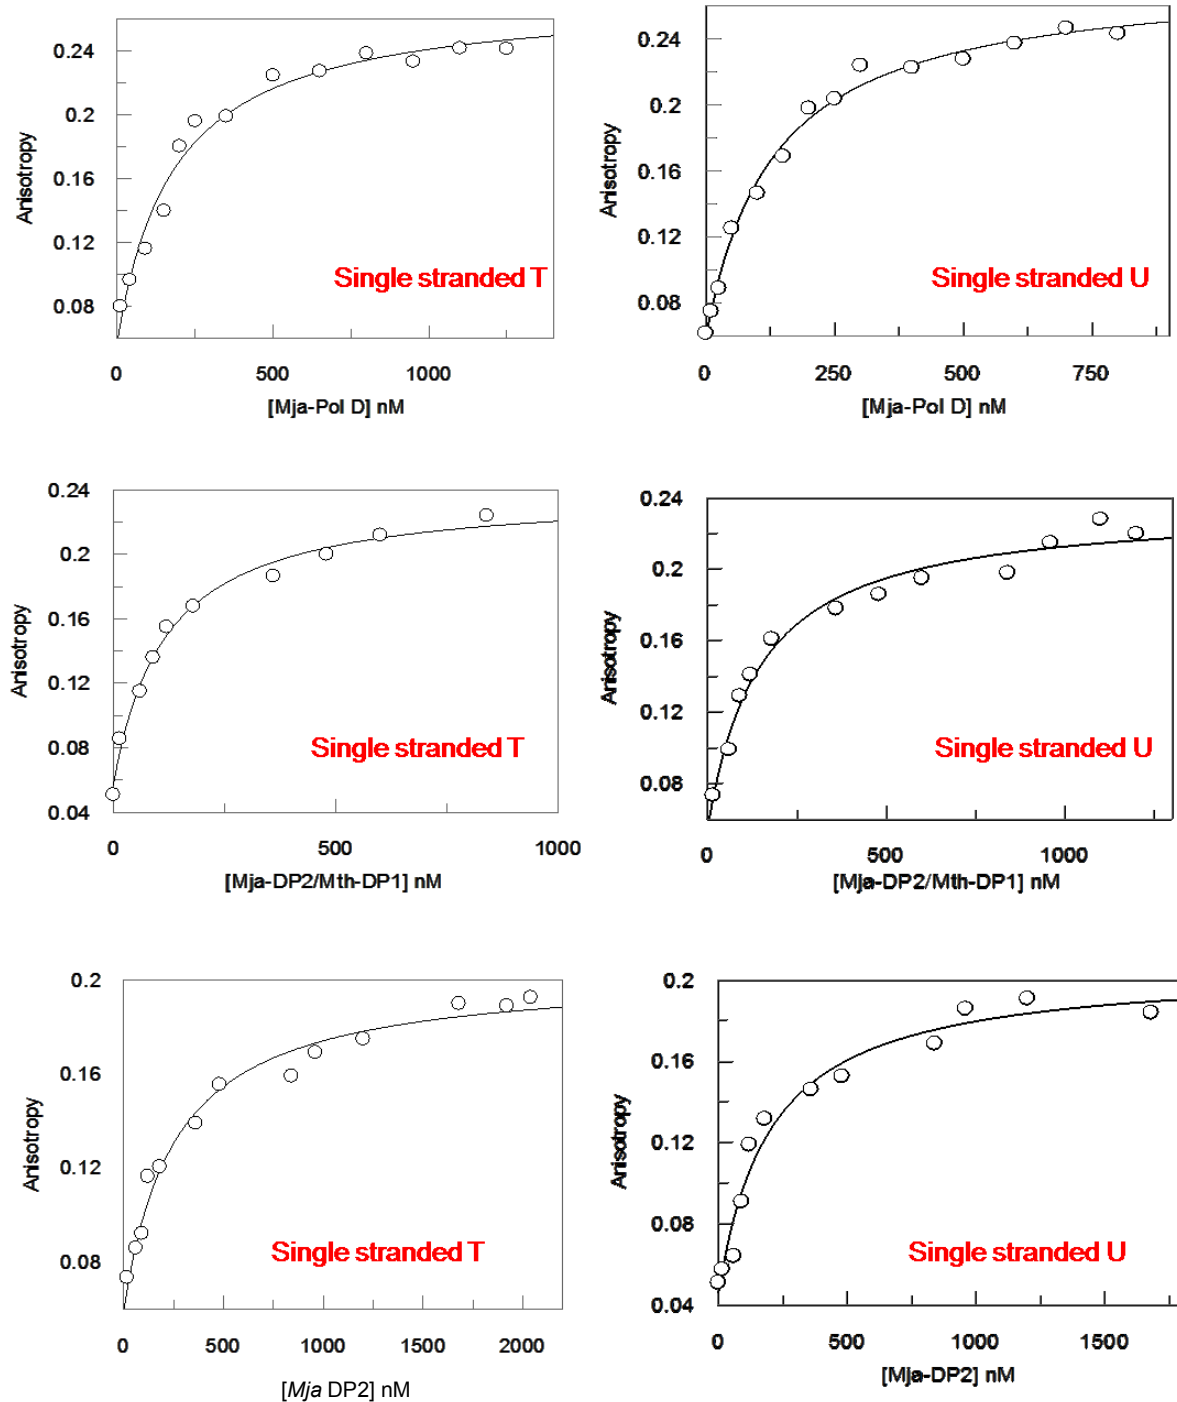 0.24
0.2
0.16
0.12
0.08
Anisotropy
Single stranded T
0 500 1000
[Mja-Pol D] nM
0.24
0.2
0.16
0.12
0.08
Anisotropy
Single stranded U
0 250 500 750
[Mja-Pol D] nM
0.24
0.2
0.16
0.12
0.08
0.04
Anisotropy
Single stranded T
0 500 1000
[Mja-DP2/Mth-DP1] nM
0.24
0.2
0.16
0.12
0.08
Anisotropy
Single stranded U
0 500 1000
[Mja-DP2/Mth-DP1] nM
0.2
0.16
0.12
0.08
Anisotropy
Single stranded T
0 500 1000 1500 2000
[Mja DP2] nM
0.2
0.16
0.12
0.08
0.04
Anisotropy
Single stranded U
0 500 1000 1500
[Mja-DP2] nM